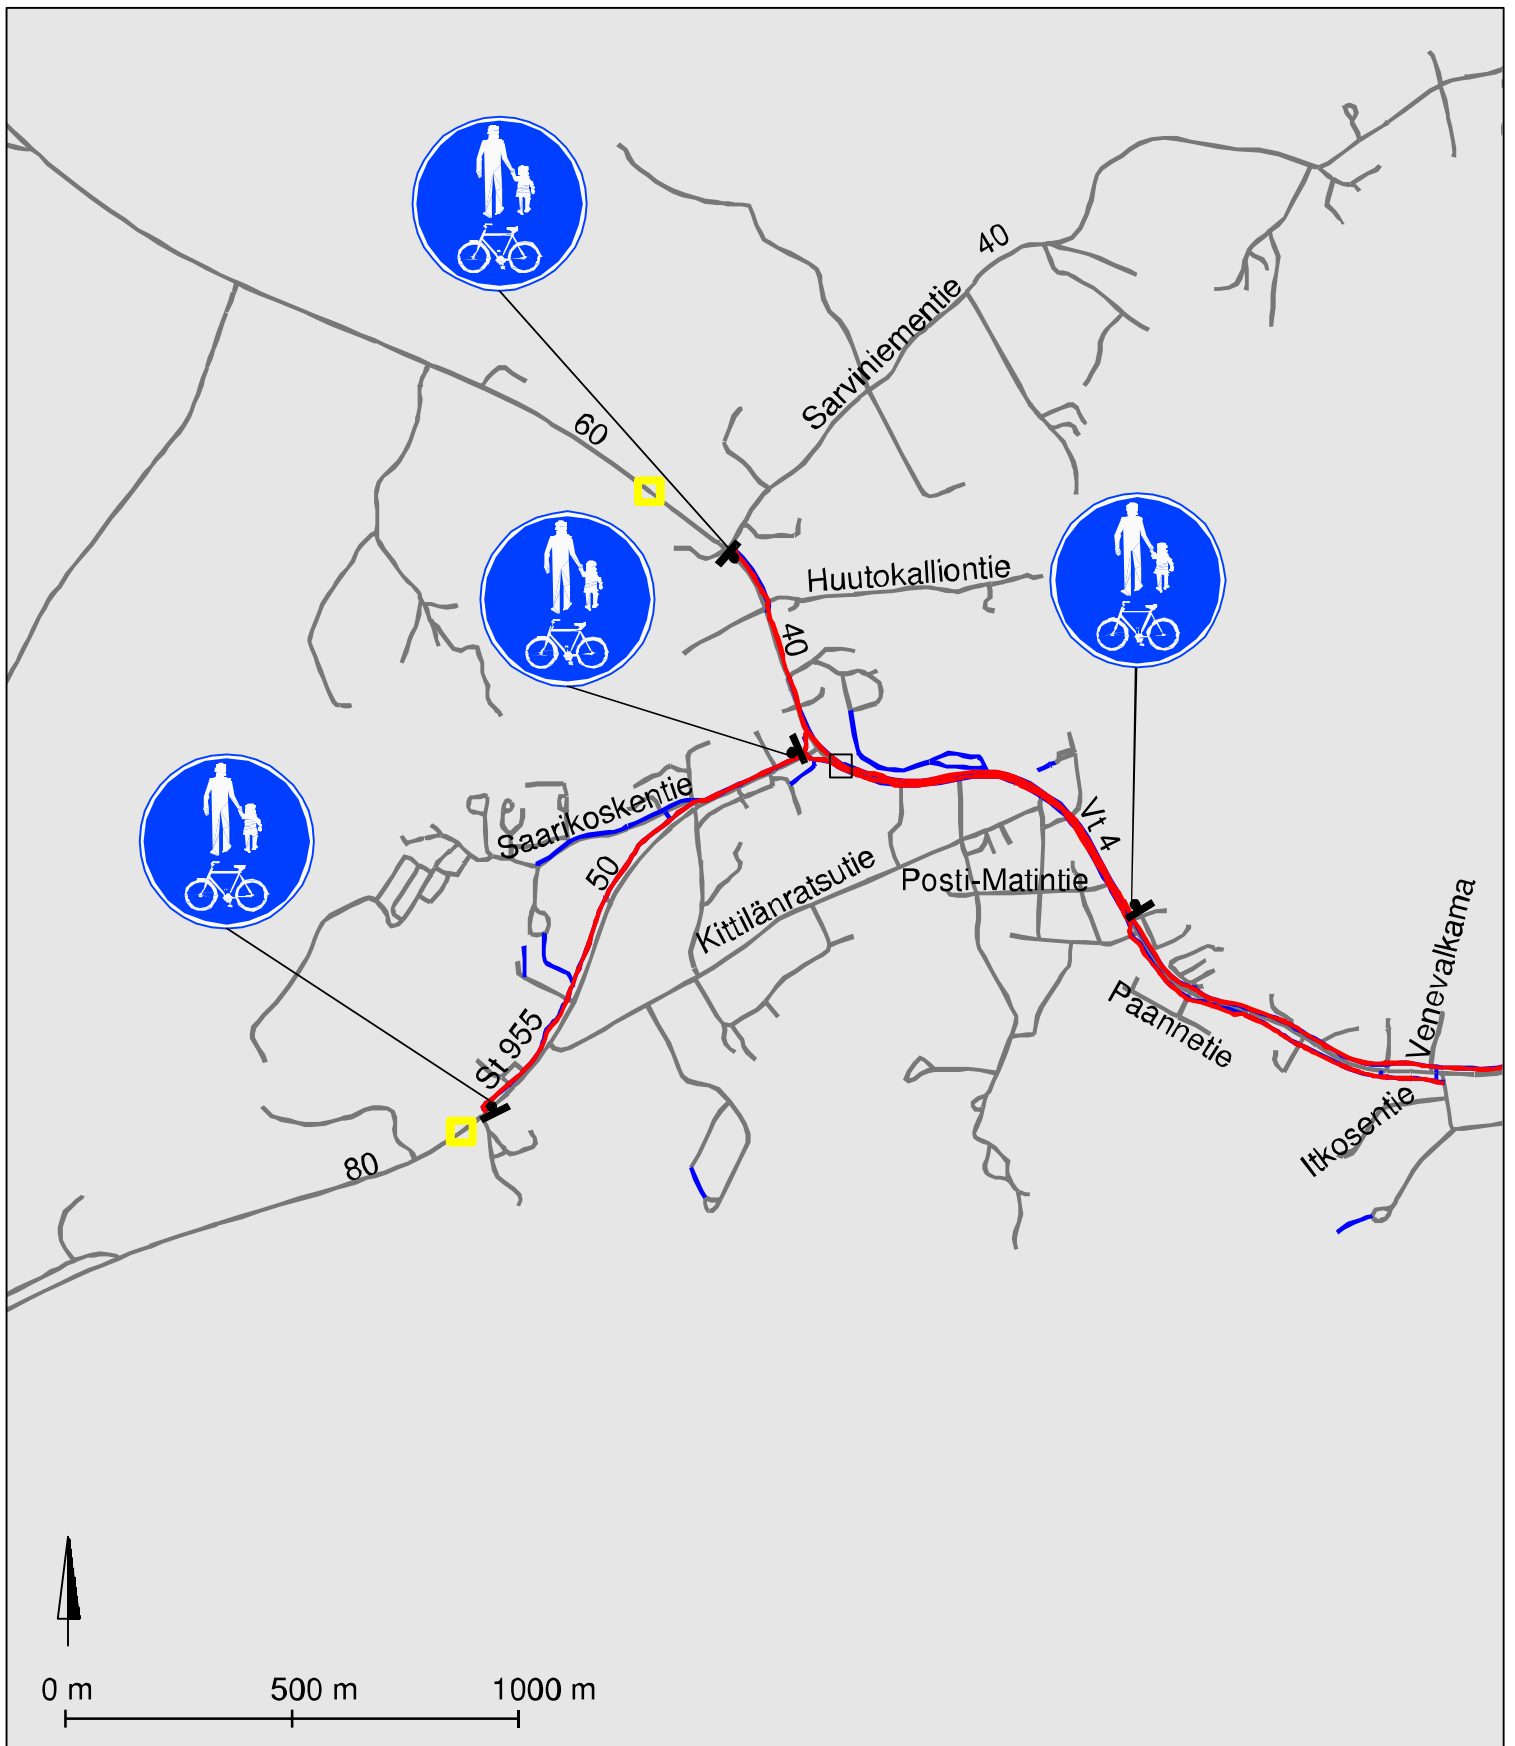 40
Sarviniementie
60
Huutokalliontie
40
Saarikoskentie
Vt 4
50
Kittilänratsutie
Posti-Matintie
Venevalkama
Paannetie
St 955
Itkosentie
80
0 m 500 m 1000 m